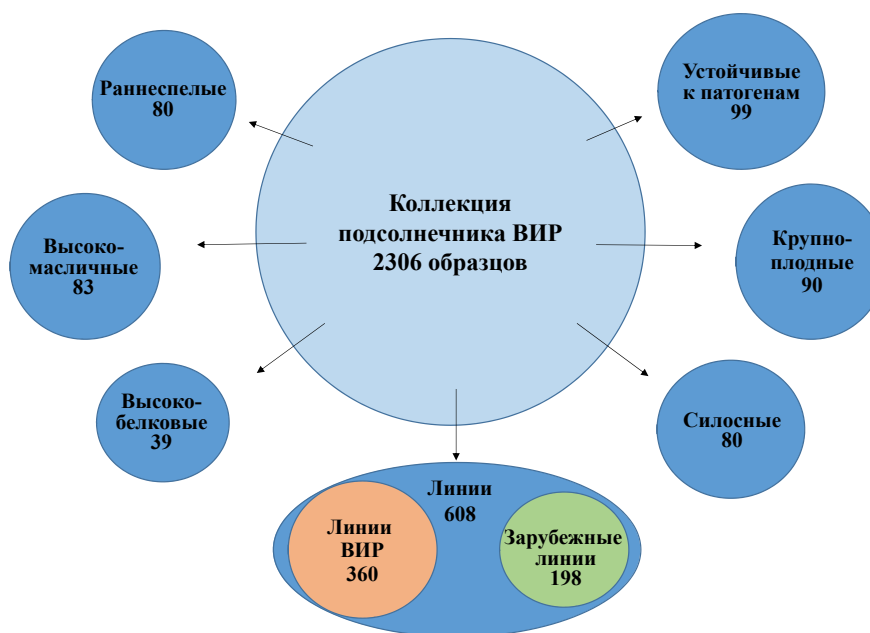 Раннеспелые
80
Устойчивые
к патогенам
99
Коллекция
подсолнечника ВИР
2306 образцов
Высоко-
масличные
83
Крупно-
плодные
90
Высоко-
белковые
39
Силосные
80
Линии
608
Линии
ВИР
360
Зарубежные
линии
198